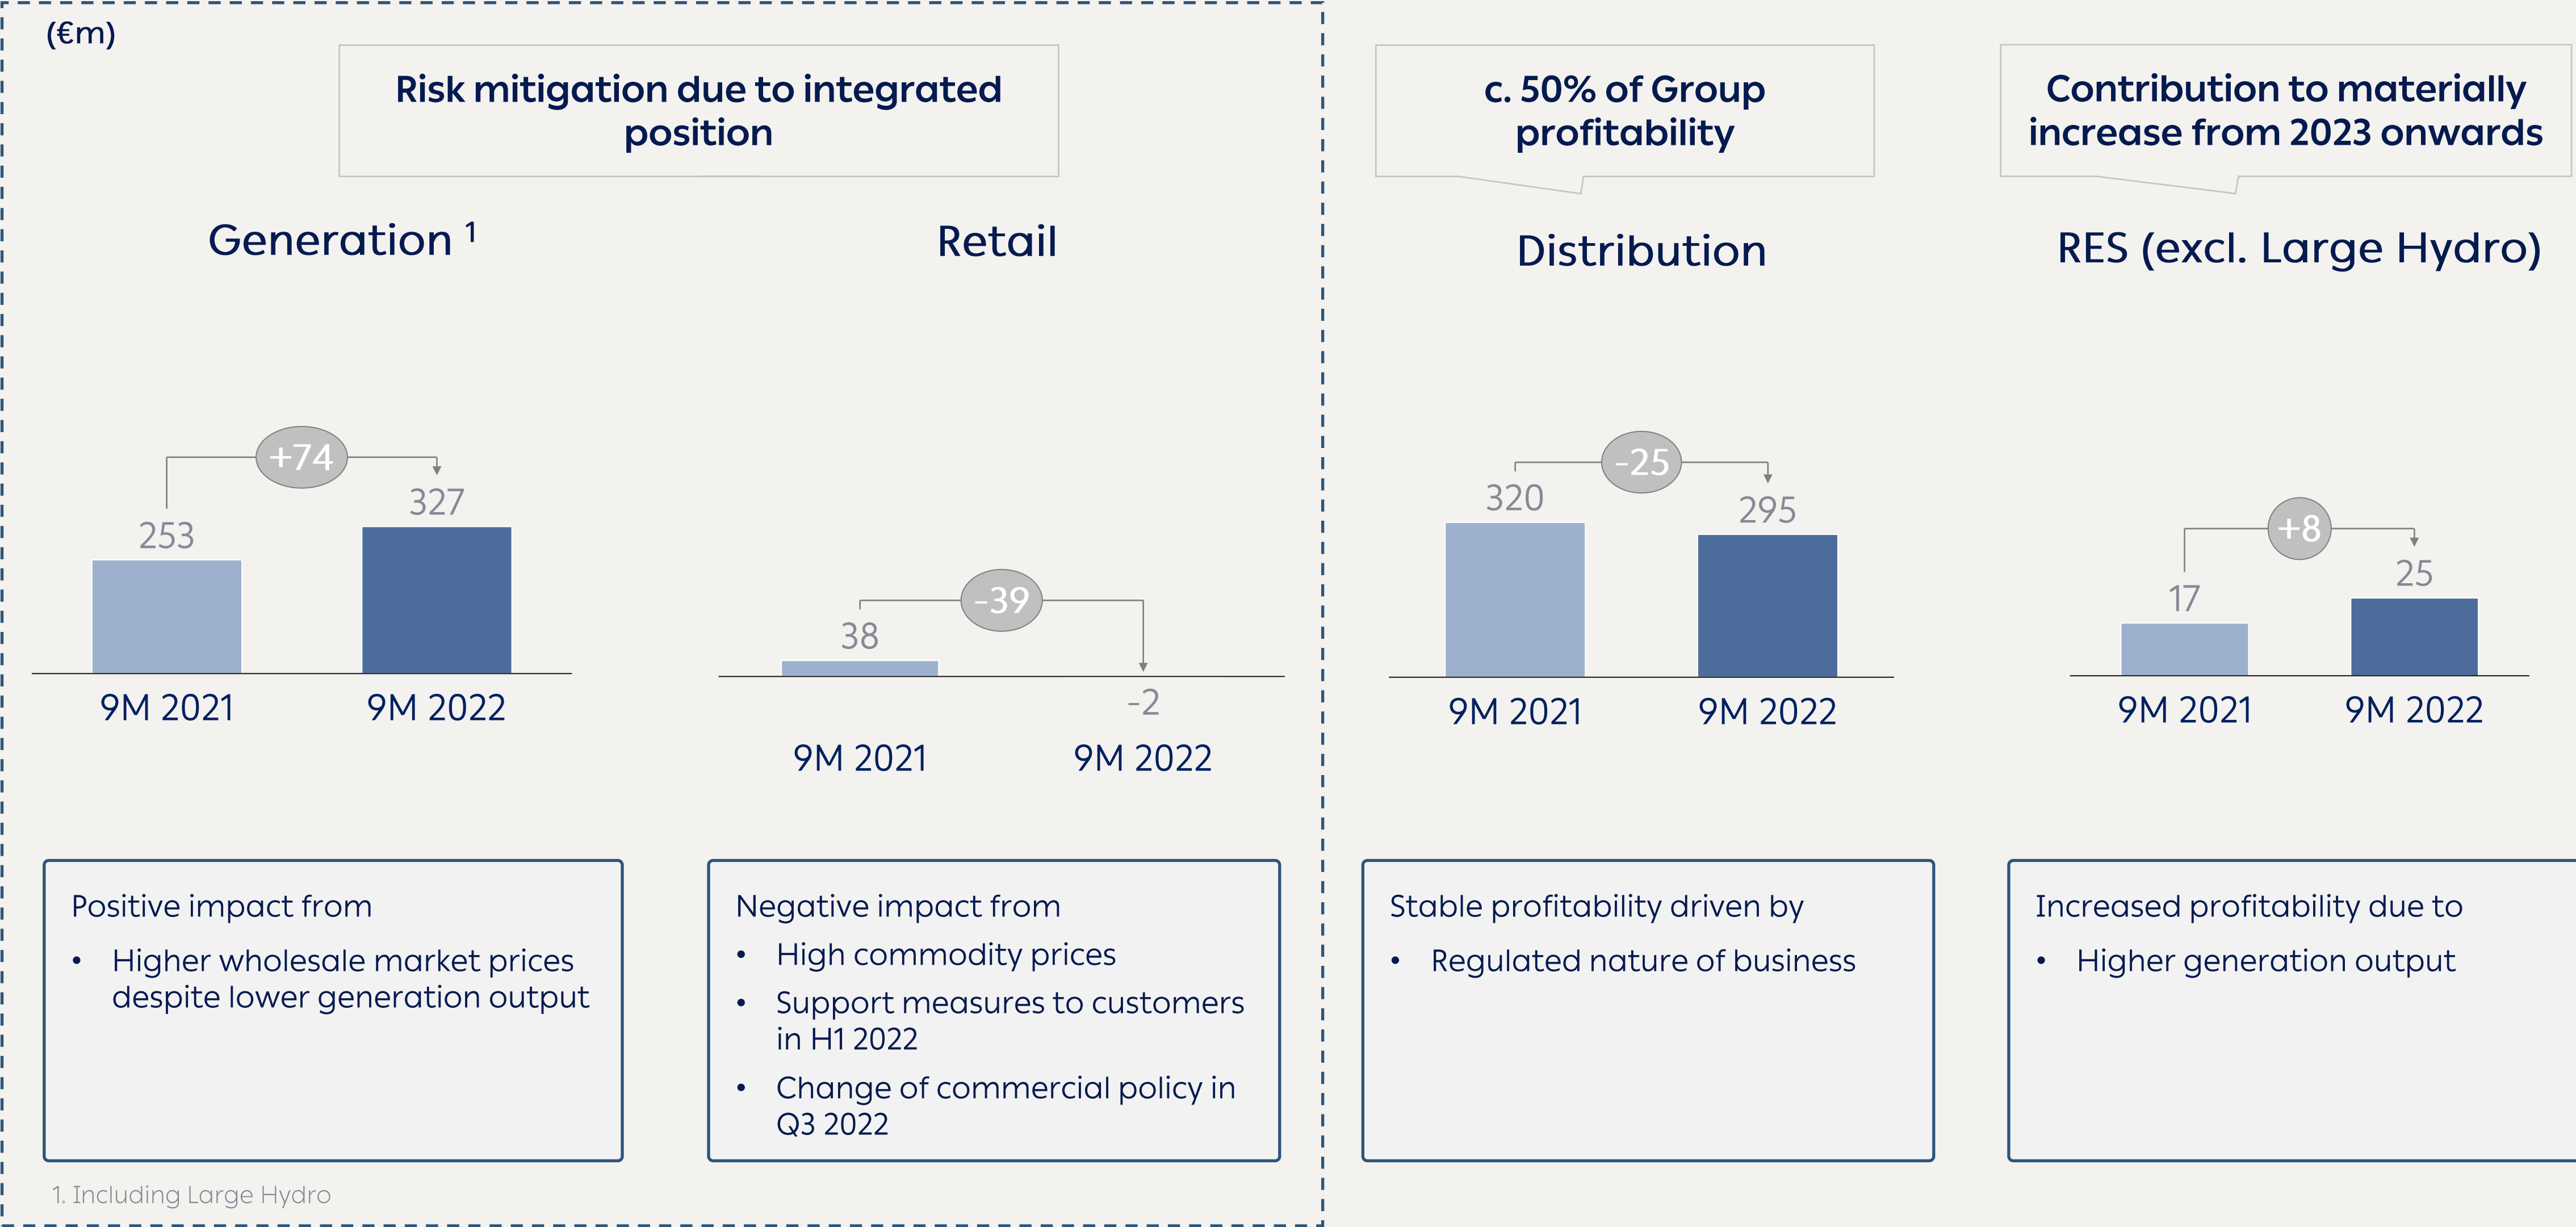 (€m)
Risk mitigation due to integrated
position
Generation ¹
Retail
+74
253
327
9M 2021
9M 2022
-39
38
-2
9M 2021
9M 2022
Positive impact from
• Higher wholesale market prices
despite lower generation output
Negative impact from
• High commodity prices
• Support measures to customers
in H1 2022
• Change of commercial policy in
Q3 2022
1. Including Large Hydro
c. 50% of Group
profitability
Distribution
-25
320
295
9M 2021
9M 2022
Stable profitability driven by
• Regulated nature of business
Contribution to materially
increase from 2023 onwards
RES (excl. Large Hydro)
+8
17
25
9M 2021
9M 2022
Increased profitability due to
• Higher generation output